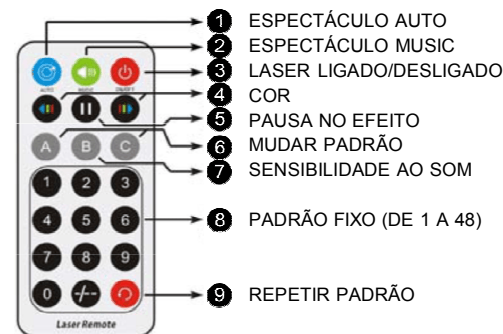 1 ESPECTÁCULO AUTO
2 ESPECTÁCULO MUSIC
3 LASER LIGADO/DESLIGADO
4 COR
5 PAUSA NO EFEITO
6 MUDAR PADRÃO
7 SENSIBILIDADE AO SOM
8 PADRÃO FIXO (DE 1 A 48)
9 REPETIR PADRÃO
AUTO MUSIC ON/OFF
A B C
1 2 3
4 5 6
7 8 9
0 -/--
Laser Remote